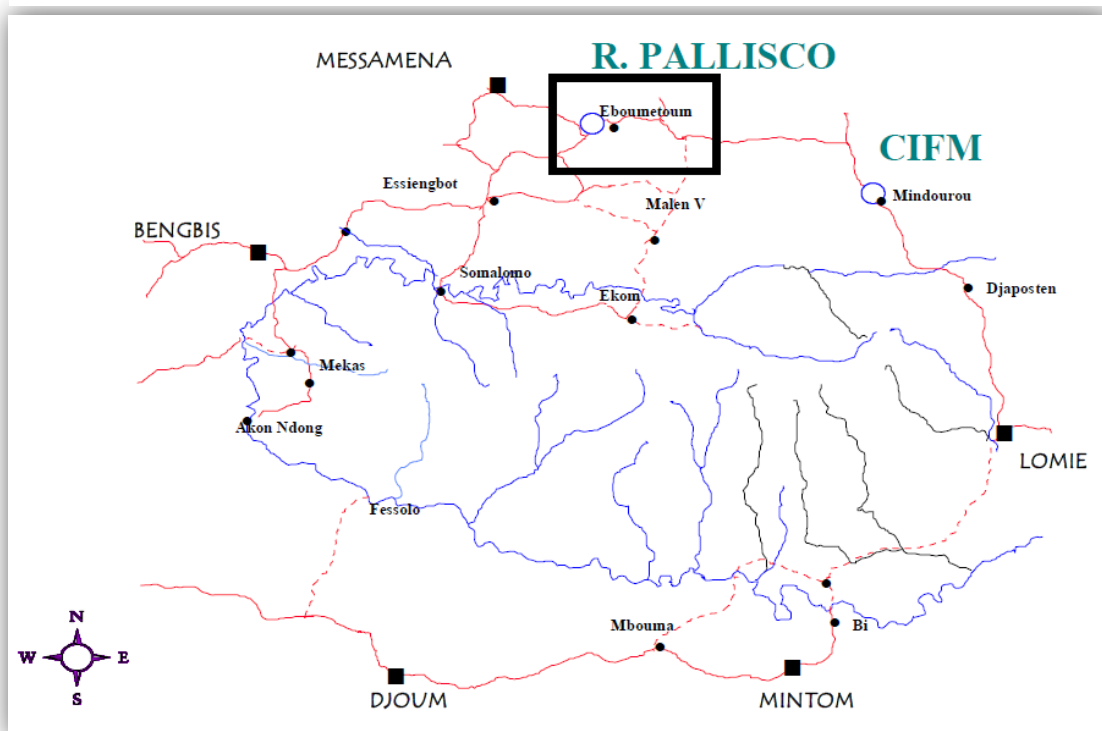 R. PALLISCO
MESSAMENA
Eboumetoum
CIFM
Essiengbot
Mindourou
Malen V
BENGBIS
Somalomo
Ekom
Djaposten
Mekas
Akon Ndong
LOMIE
Fessolo
N
W E
S
Mbouma
Bi
DJOUM
MINTOM